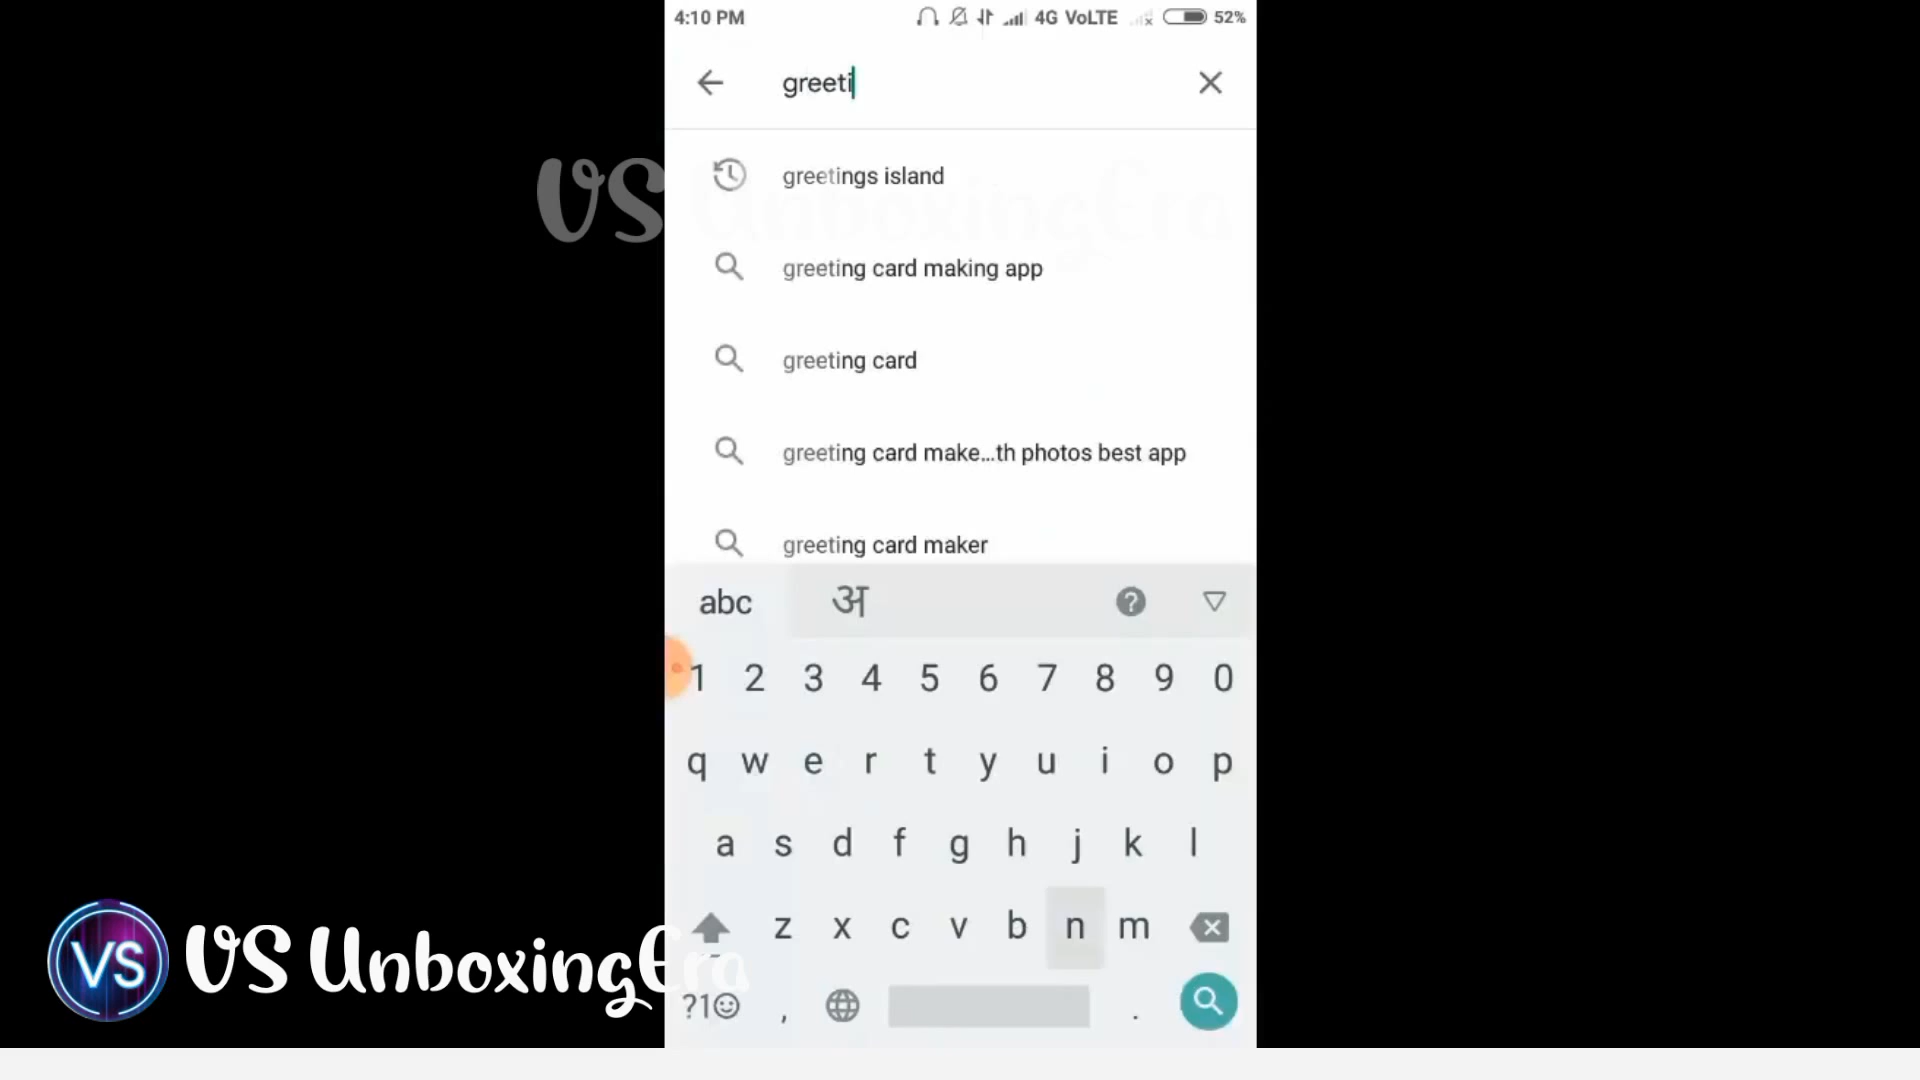 4:10 PM 4G VoLTE 52%
greeti
greetings island
VS UnboxingEra
greeting card making app
greeting card
greeting card make...th photos best app
greeting card maker
abc अ ?
1 2 3 4 5 6 7 8 9 0
q w e r t y u i o p
a s d f g h j k l
z x c v b n m
VS VS UnboxingEra
?1☺ , .